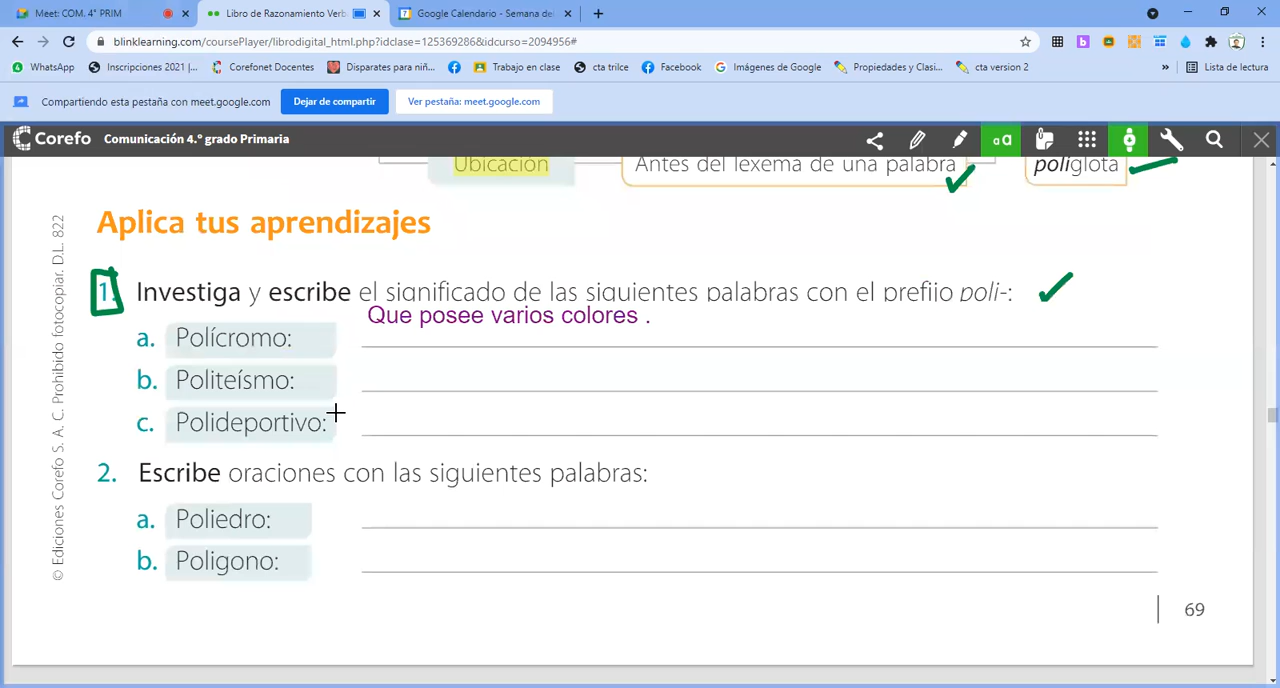 Meet: COM. 4° PRIM
Libro de Razonamiento Verb
Google Calendario - Semana de
blinklearning.com/coursePlayer/librodigital_html.php?idclase=125369286&idcurso=2094956#
WhatsApp
Inscripciones 2021 |...
Corefonet Docentes
Disparates para niñ...
Trabajo en clase
cta trilce
Facebook
Imágenes de Google
Propiedades y Clasi...
cta version 2
»
Lista de lectura
Compartiendo esta pestaña con meet.google.com
Dejar de compartir
Ver pestaña: meet.google.com
Corefo
Comunicación 4.º grado Primaria
aA
Ubicación
Antes del lexema de una palabra
políglota
Aplica tus aprendizajes
1. Investiga y escribe el significado de las siguientes palabras con el prefijo poli-:
Que posee varios colores .
a. Polícromo:
b. Politeísmo:
c. Polideportivo:
2. Escribe oraciones con las siguientes palabras:
a. Poliedro:
b. Poligono:
69
© Ediciones Corefo S. A. C. Prohibido fotocopiar. D.L. 822